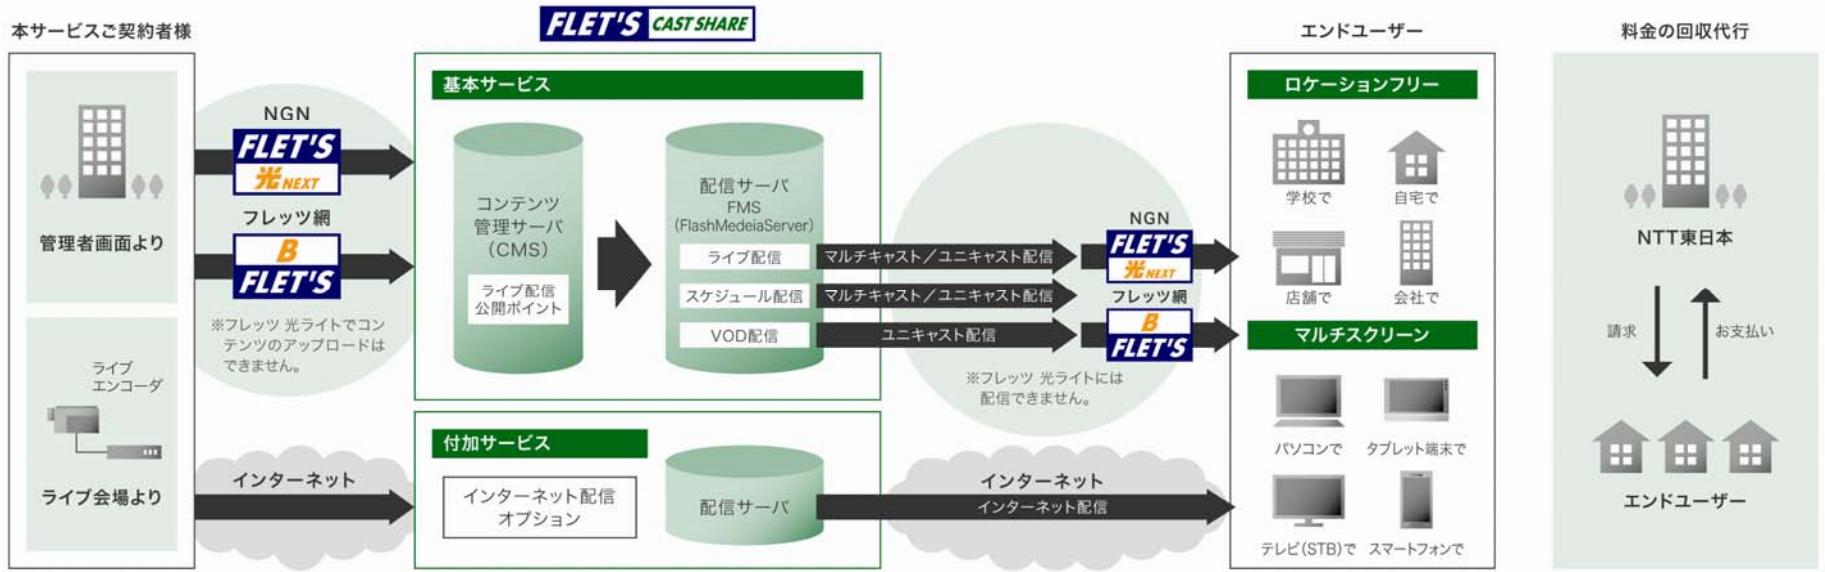 本サービスご契約者様
管理者画面より
ライブ
エンコーダ
ライブ会場より
NGN
FLET'S
光 NEXT
フレッツ網
B
FLET'S
※フレッツ 光ライトでコン
テンツのアップロードは
できません。
インターネット
FLET'S CAST SHARE
基本サービス
コンテンツ
管理サーバ
(CMS)
ライブ配信
公開ポイント
配信サーバ
FMS
(FlashMedeiaServer)
ライブ配信
スケジュール配信
VOD配信
マルチキャスト／ユニキャスト配信
マルチキャスト／ユニキャスト配信
ユニキャスト配信
付加サービス
インターネット配信
オプション
配信サーバ
NGN
FLET'S
光 NEXT
フレッツ網
B
FLET'S
※フレッツ 光ライトには
配信できません。
インターネット
インターネット配信
エンドユーザー
ロケーションフリー
学校で
自宅で
店舗で
会社で
マルチスクリーン
パソコンで
タブレット端末で
テレビ(STB)で
スマートフォンで
料金の回収代行
NTT東日本
請求
お支払い
エンドユーザー